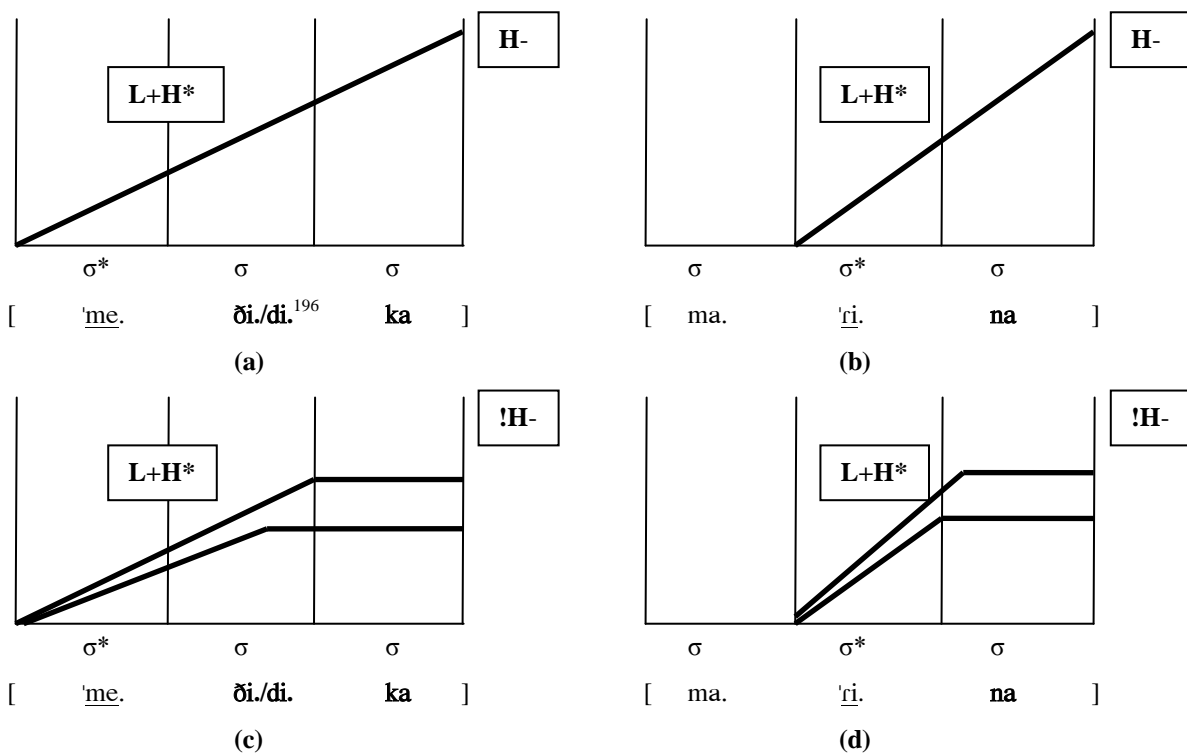 H-
H-
L+H*
L+H*
σ* σ σ
σ σ* σ
[ ˈme. ði./di.196 ka ]
[ ma. ˈɾi. na ]
(a)
(b)
!H-
!H-
L+H*
L+H*
σ* σ σ
σ σ* σ
[ ˈme. ði./di. ka ]
[ ma. ˈɾi. na ]
(c)
(d)